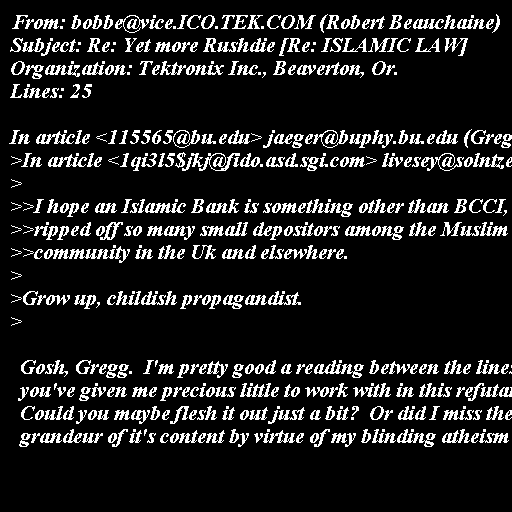 From: bobbe@vice.ICO.TEK.COM (Robert Beauchaine)
Subject: Re: Yet more Rushdie [Re: ISLAMIC LAW]
Organization: Tektronix Inc., Beaverton, Or.
Lines: 25

In article <115565@bu.edu> jaeger@buphy.bu.edu (Greg
>In article <1qi3l5$jkj@fido.asd.sgi.com> livesey@solntze
>
>>I hope an Islamic Bank is something other than BCCI,
>>ripped off so many small depositors among the Muslim
>>community in the Uk and elsewhere.
>
>Grow up, childish propagandist.
>

Gosh, Gregg.  I'm pretty good a reading between the lines
you've given me precious little to work with in this refutat
Could you maybe flesh it out just a bit?  Or did I miss the
grandeur of it's content by virtue of my blinding atheism